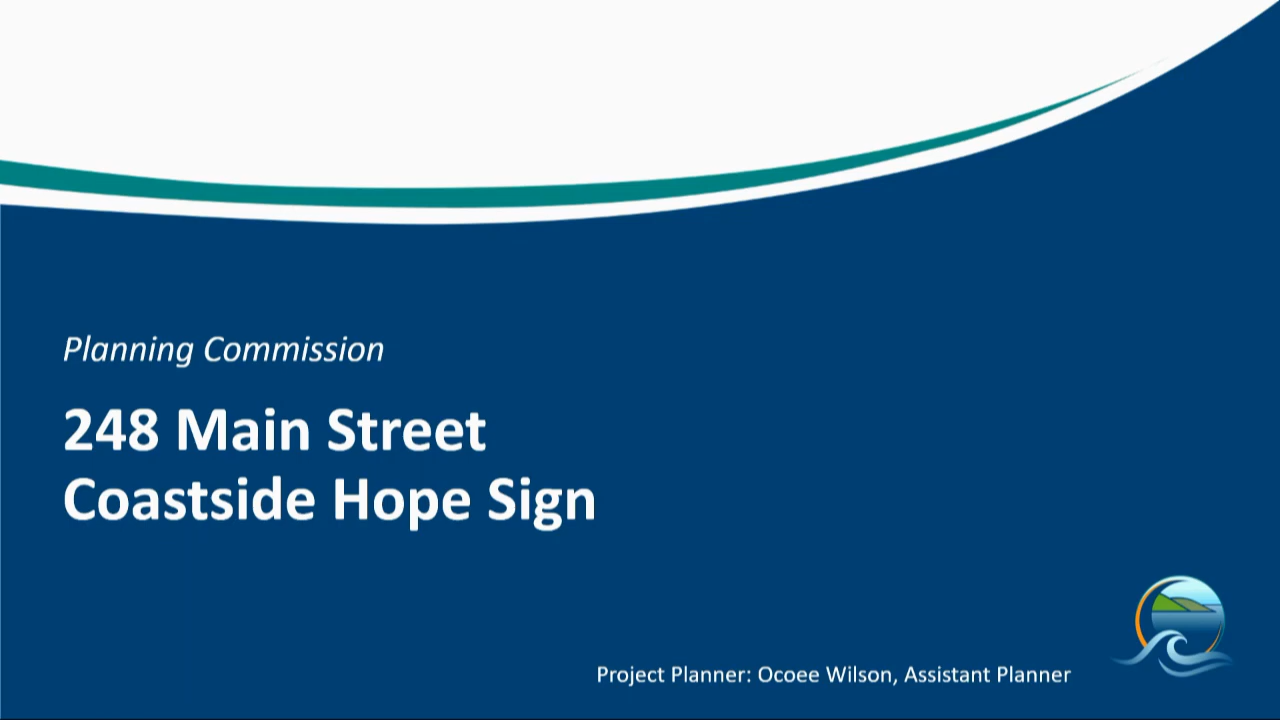 Planning Commission
248 Main Street
Coastside Hope Sign
Project Planner: Ocoee Wilson, Assistant Planner